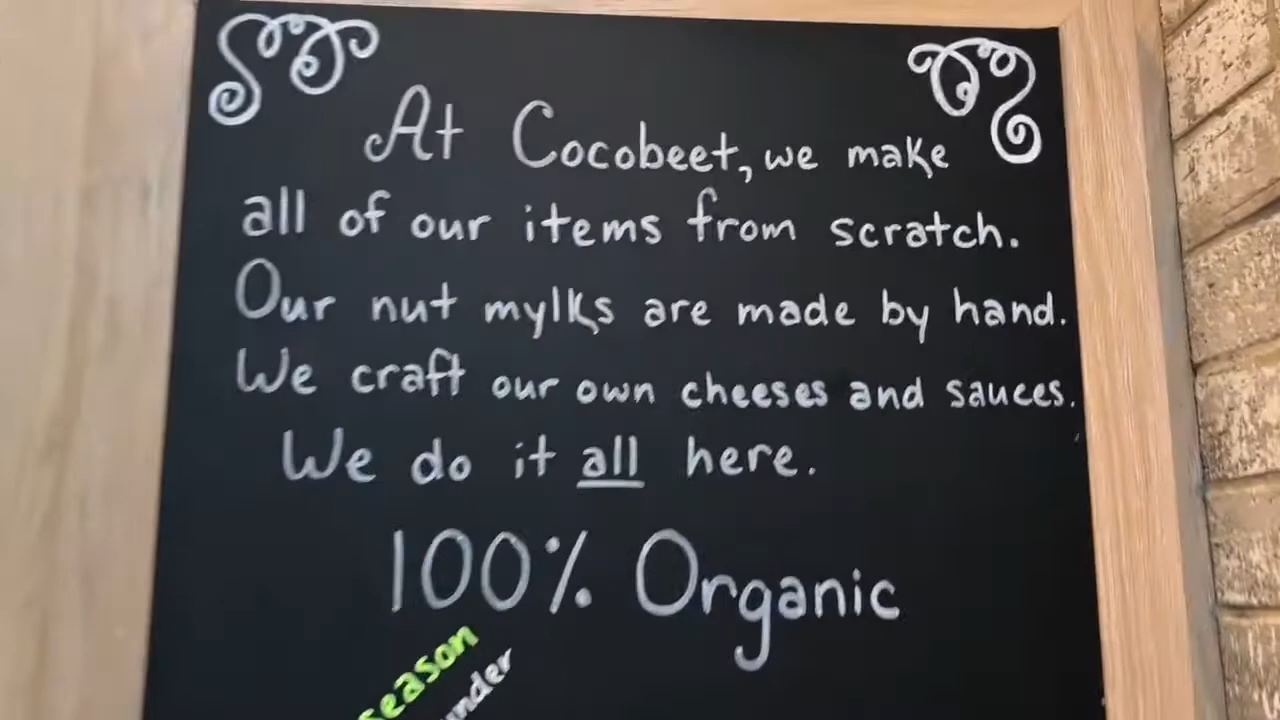 At Cocobeet, we make
all of our items from scratch.
Our nut mylks are made by hand.
We craft our own cheeses and sauces.
We do it all here.
100% Organic
season